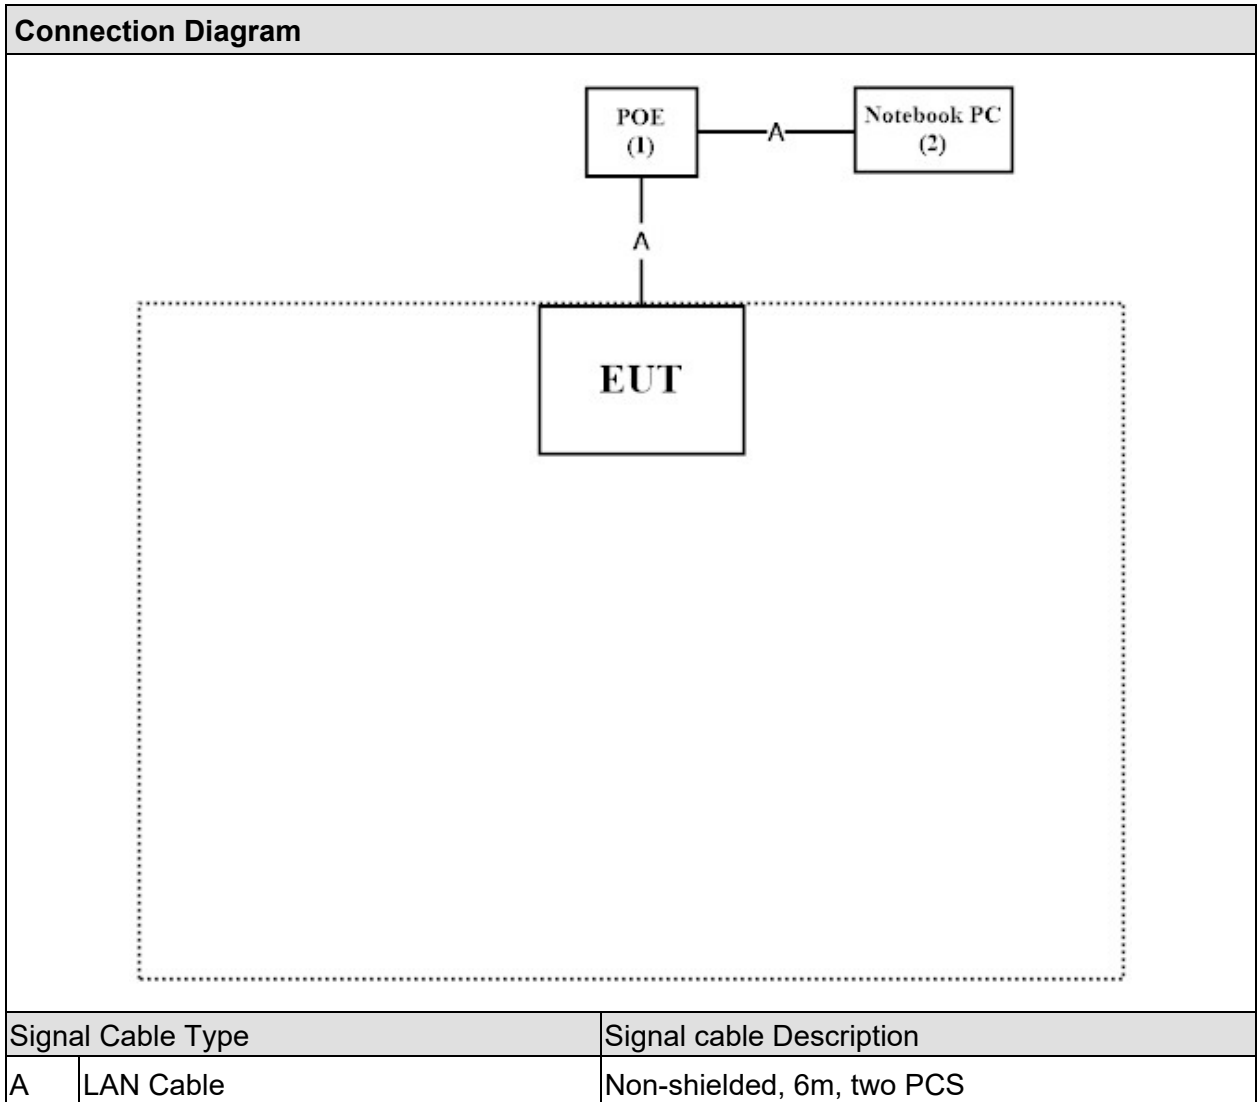 Connection Diagram
POE
(1)
A
Notebook PC
(2)
A
EUT
Signal Cable Type
Signal cable Description
A
LAN Cable
Non-shielded, 6m, two PCS